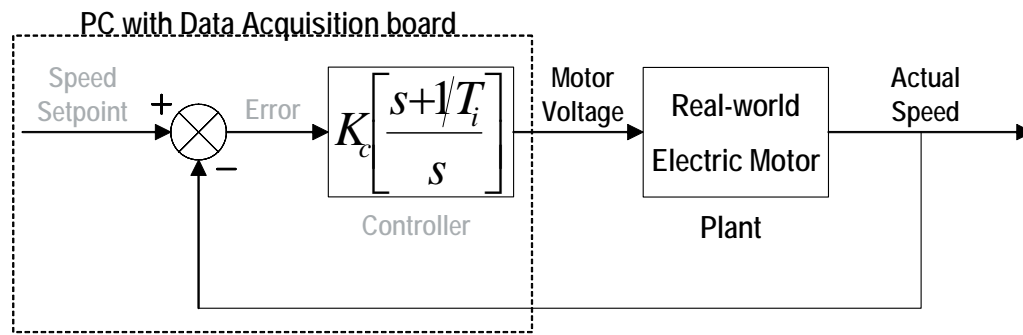 PC with Data Acquisition board
Speed
Setpoint
+
−
Error
K_c[(s+1/T_i)/s]
Controller
Motor
Voltage
Real-world
Electric Motor
Plant
Actual
Speed